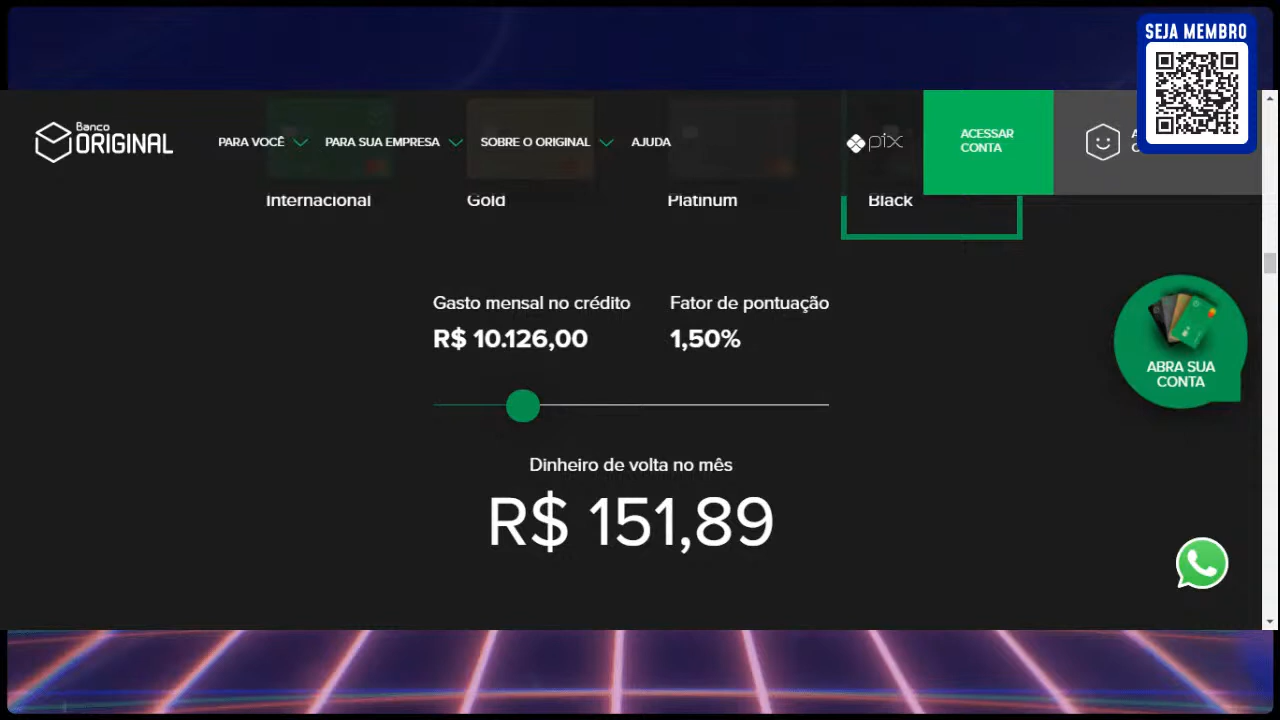 SEJA MEMBRO
Banco
ORIGINAL
PARA VOCÊ
PARA SUA EMPRESA
SOBRE O ORIGINAL
AJUDA
pix
ACESSAR
CONTA
Internacional
Gold
Platinum
Black
Gasto mensal no crédito
Fator de pontuação
R$ 10.126,00
1,50%
ABRA SUA
CONTA
Dinheiro de volta no mês
R$ 151,89